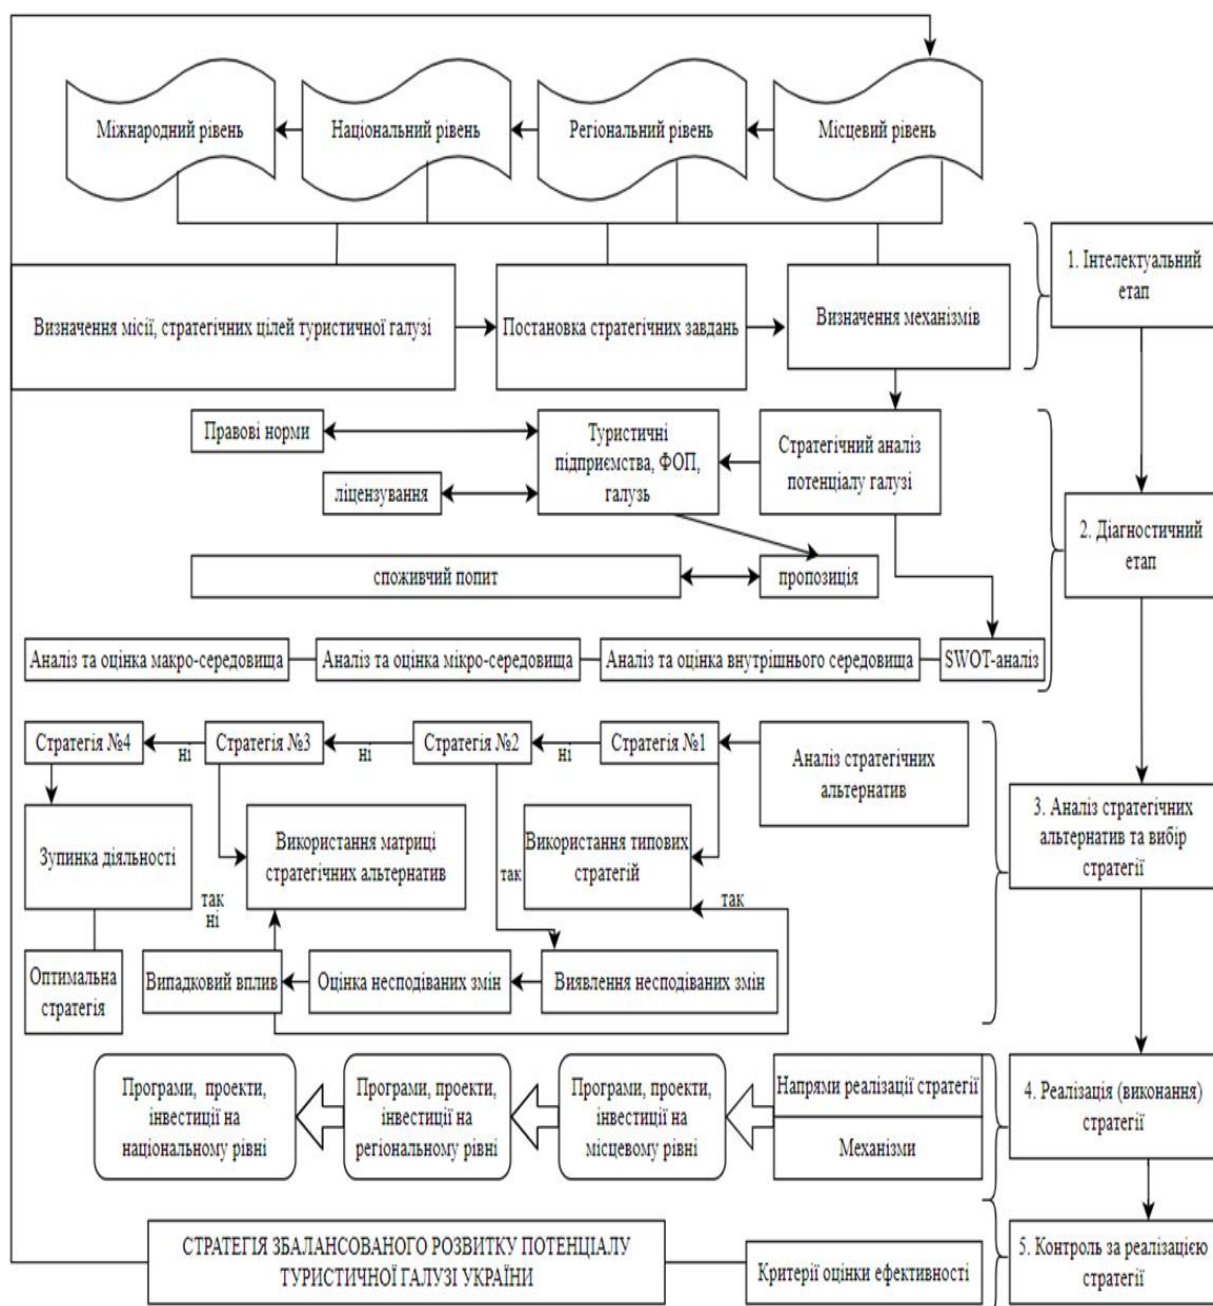 Міжнародний рівень
Національний рівень
Регіональний рівень
Місцевий рівень
1. Інтелектуальний
етап
Визначення місії, стратегічних цілей туристичної галузі
Постановка стратегічних завдань
Визначення механізмів
Правові норми
ліцензування
Туристичні
підприємства, ФОП,
галузь
Стратегічний аналіз
потенціалу галузі
2. Діагностичний
етап
споживчий попит
пропозиція
Аналіз та оцінка макро-середовища
Аналіз та оцінка мікро-середовища
Аналіз та оцінка внутрішнього середовища
SWOT-аналіз
Стратегія №4
ні
Стратегія №3
ні
Стратегія №2
ні
Стратегія №1
Аналіз стратегічних
альтернатив
3. Аналіз стратегічних
альтернатив та вибір
стратегії
Зупинка діяльності
Використання матриці
стратегічних альтернатив
так
Використання типових
стратегій
так
ні
так
Оптимальна
стратегія
Випадковий вплив
Оцінка несподіваних змін
Виявлення несподіваних змін
Програми, проекти,
інвестиції на
національному рівні
Програми, проекти,
інвестиції на
регіональному рівні
Програми, проекти,
інвестиції на
місцевому рівні
Напрями реалізації стратегії
Механізми
4. Реалізація (виконання)
стратегії
СТРАТЕГІЯ ЗБАЛАНСОВАНОГО РОЗВИТКУ ПОТЕНЦІАЛУ
ТУРИСТИЧНОЇ ГАЛУЗІ УКРАЇНИ
Критерії оцінки ефективності
5. Контроль за реалізацією
стратегії